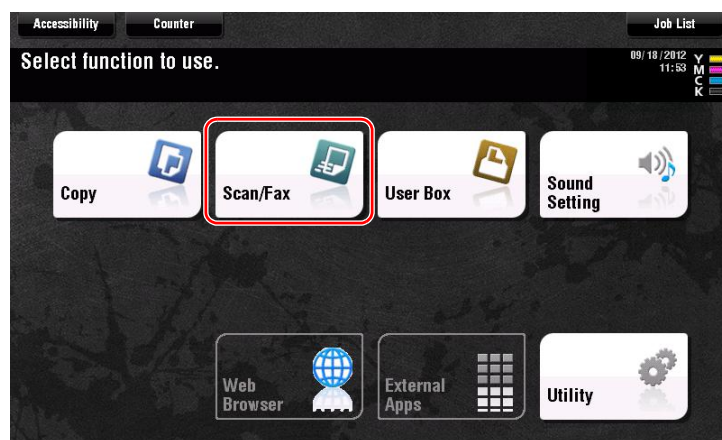 Accessibility Counter Job List
Select function to use.
09/18/2012
11:53
Y
M
C
K
Copy
Scan/Fax
User Box
Sound
Setting
Web
Browser
External
Apps
Utility